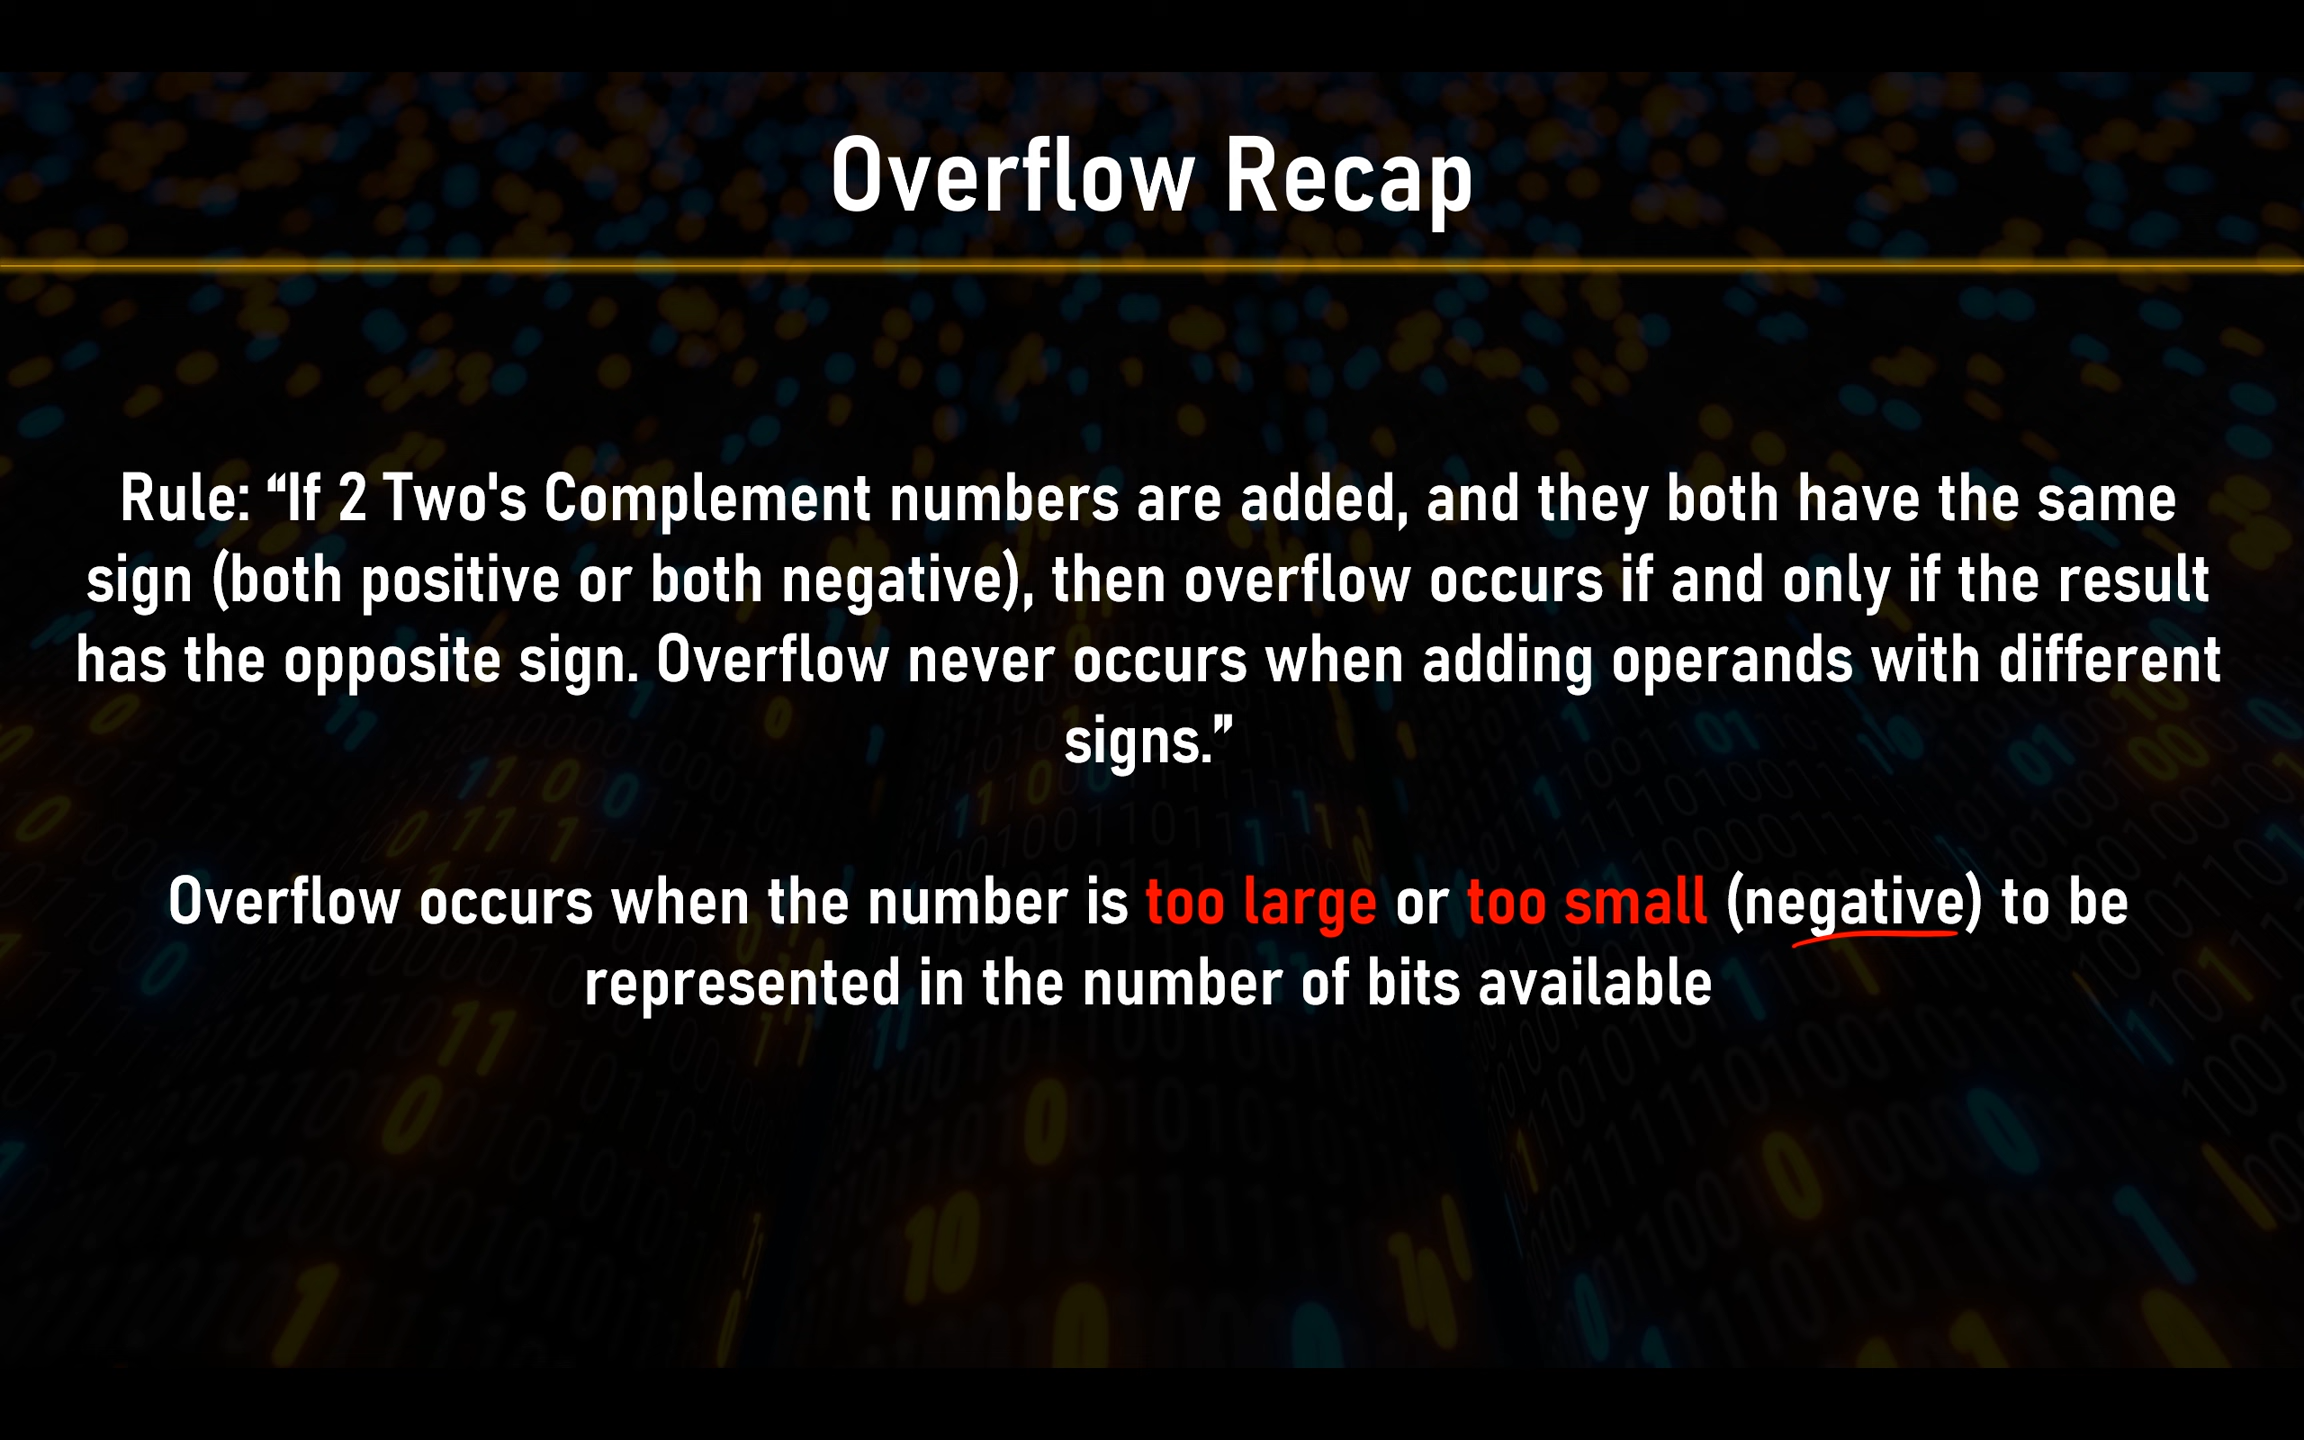 Overflow Recap
Rule: “If 2 Two's Complement numbers are added, and they both have the same
sign (both positive or both negative), then overflow occurs if and only if the result
has the opposite sign. Overflow never occurs when adding operands with different
signs.”
Overflow occurs when the number is too large or too small (negative) to be
represented in the number of bits available